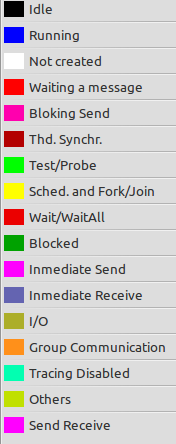 Idle
Running
Not created
Waiting a message
Bloking Send
Thd. Synchr.
Test/Probe
Sched. and Fork/Join
Wait/WaitAll
Blocked
Inmediate Send
Inmediate Receive
I/O
Group Communication
Tracing Disabled
Others
Send Receive